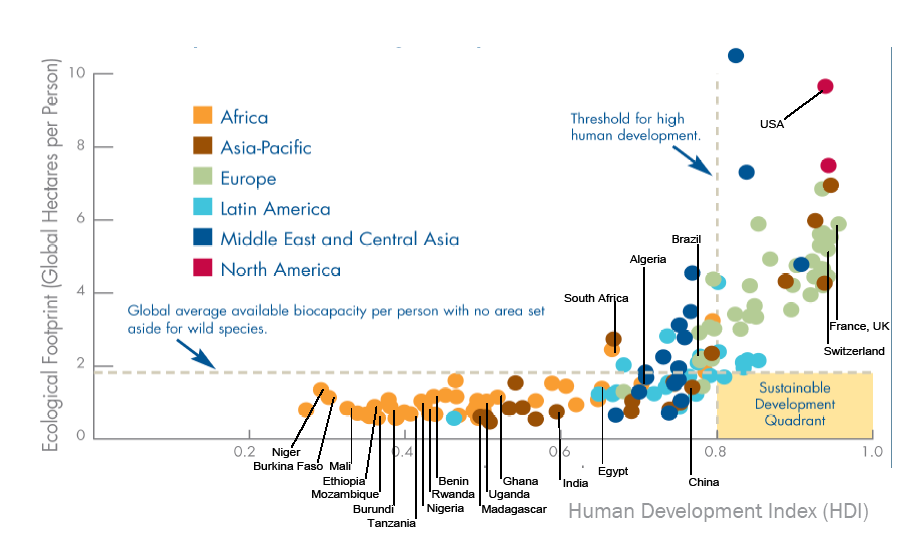 Ecological Footprint (Global Hectares per Person)
10
8
6
4
2
0
Africa
Asia-Pacific
Europe
Latin America
Middle East and Central Asia
North America
Threshold for high
human development.
USA
Brazil
Algeria
South Africa
Global average available biocapacity per person with no area set
aside for wild species.
France, UK
Switzerland
Sustainable
Development
Quadrant
0.2
0.4
0.6
0.8
1.0
Niger
Burkina Faso
Mali
Ethiopia
Mozambique
Burundi
Tanzania
Benin
Rwanda
Nigeria
Ghana
Uganda
Madagascar
India
Egypt
China
Human Development Index (HDI)